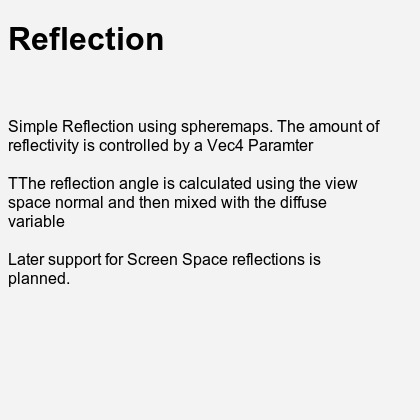 Reflection
Simple Reflection using spheremaps. The amount of
reflectivity is controlled by a Vec4 Paramter
TThe reflection angle is calculated using the view
space normal and then mixed with the diffuse
variable
Later support for Screen Space reflections is
planned.